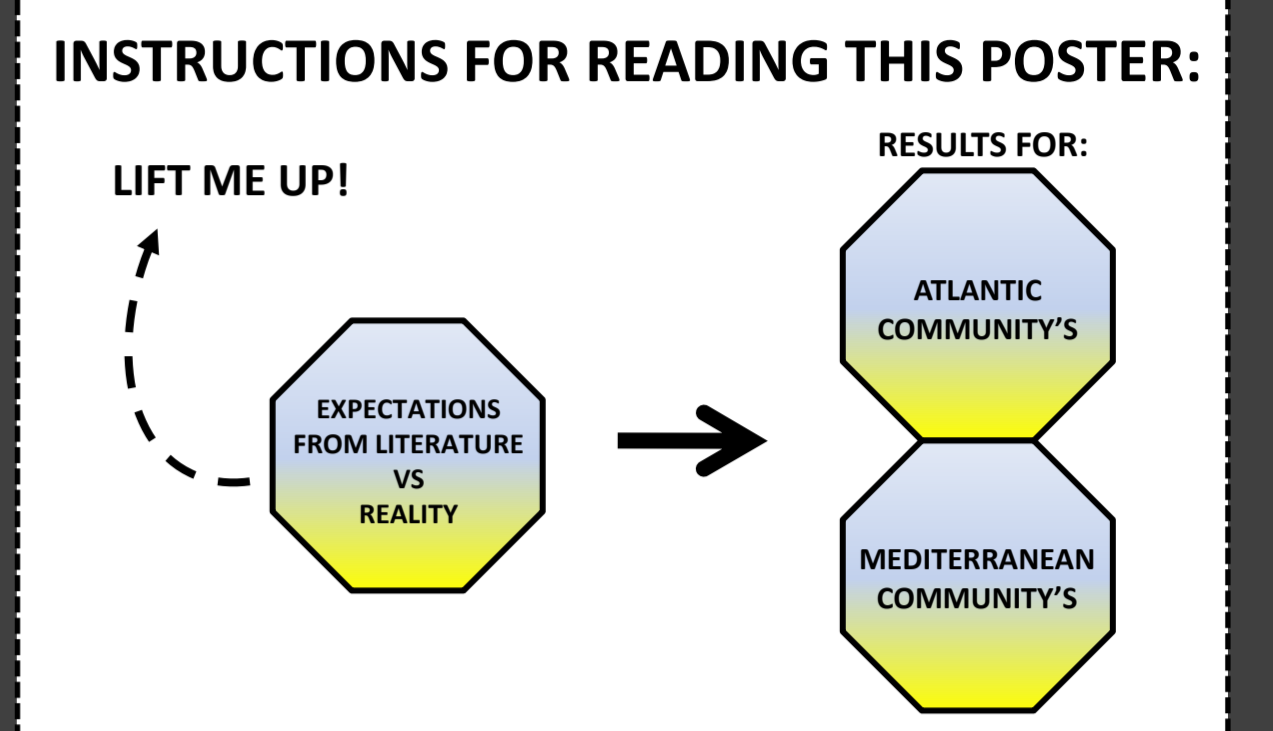 INSTRUCTIONS FOR READING THIS POSTER:
LIFT ME UP!
EXPECTATIONS
FROM LITERATURE
VS
REALITY
RESULTS FOR:
ATLANTIC
COMMUNITY'S
MEDITERRANEAN
COMMUNITY'S